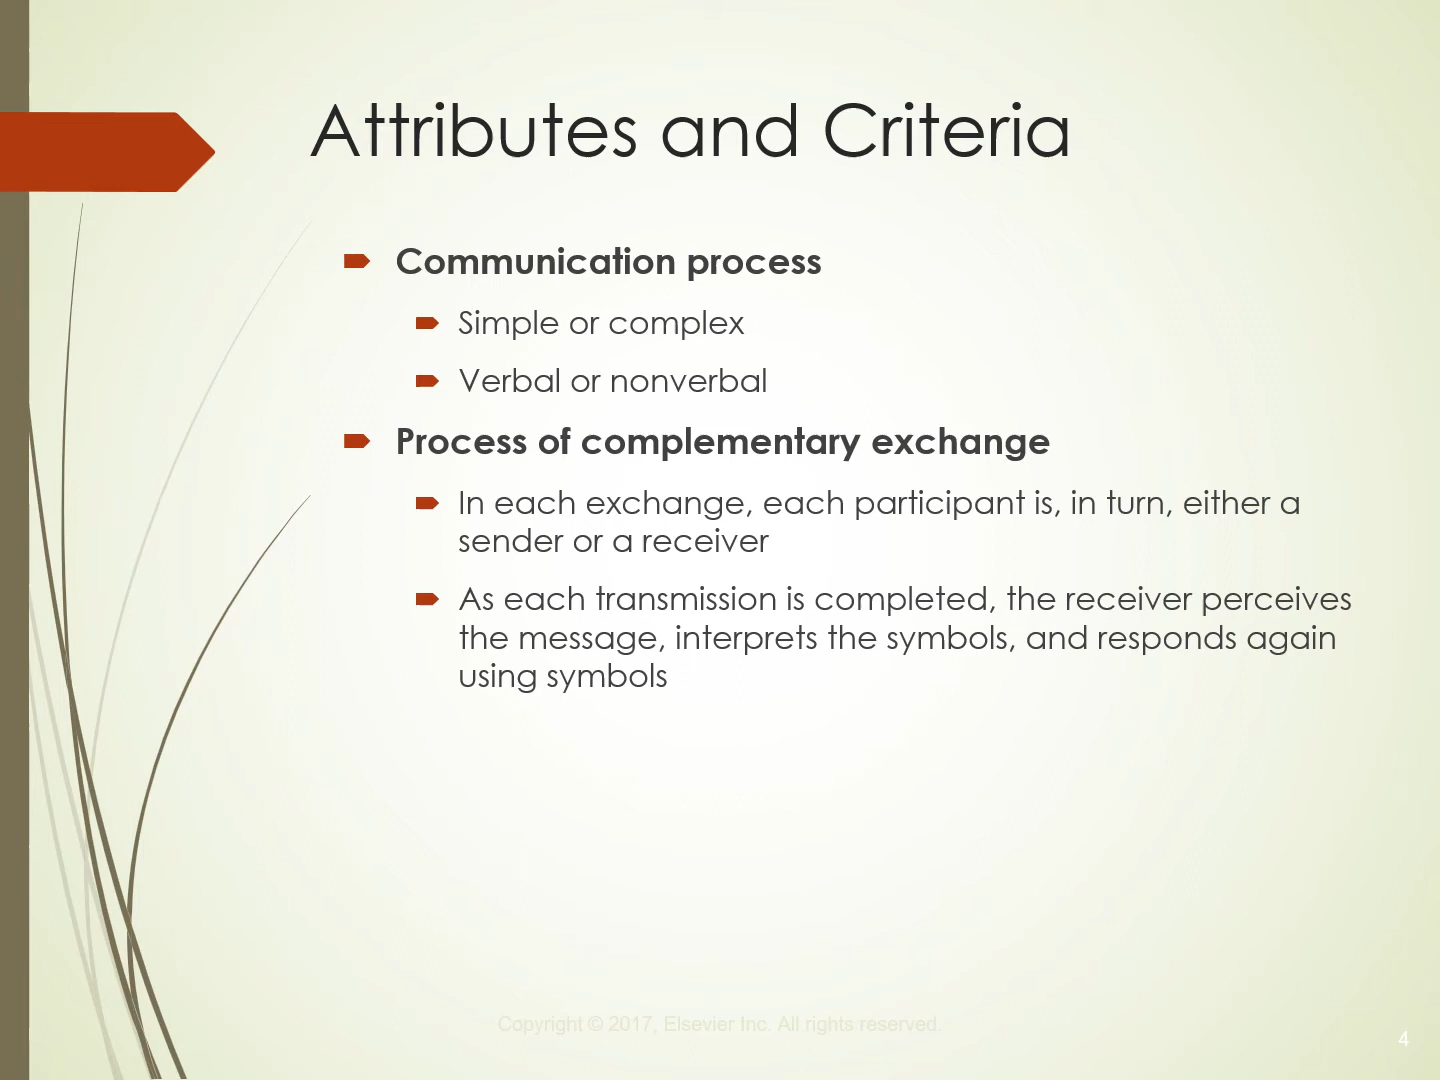 Attributes and Criteria
Communication process
Simple or complex
Verbal or nonverbal
Process of complementary exchange
In each exchange, each participant is, in turn, either a
sender or a receiver
As each transmission is completed, the receiver perceives
the message, interprets the symbols, and responds again
using symbols
Copyright © 2017, Elsevier Inc. All rights reserved.
4